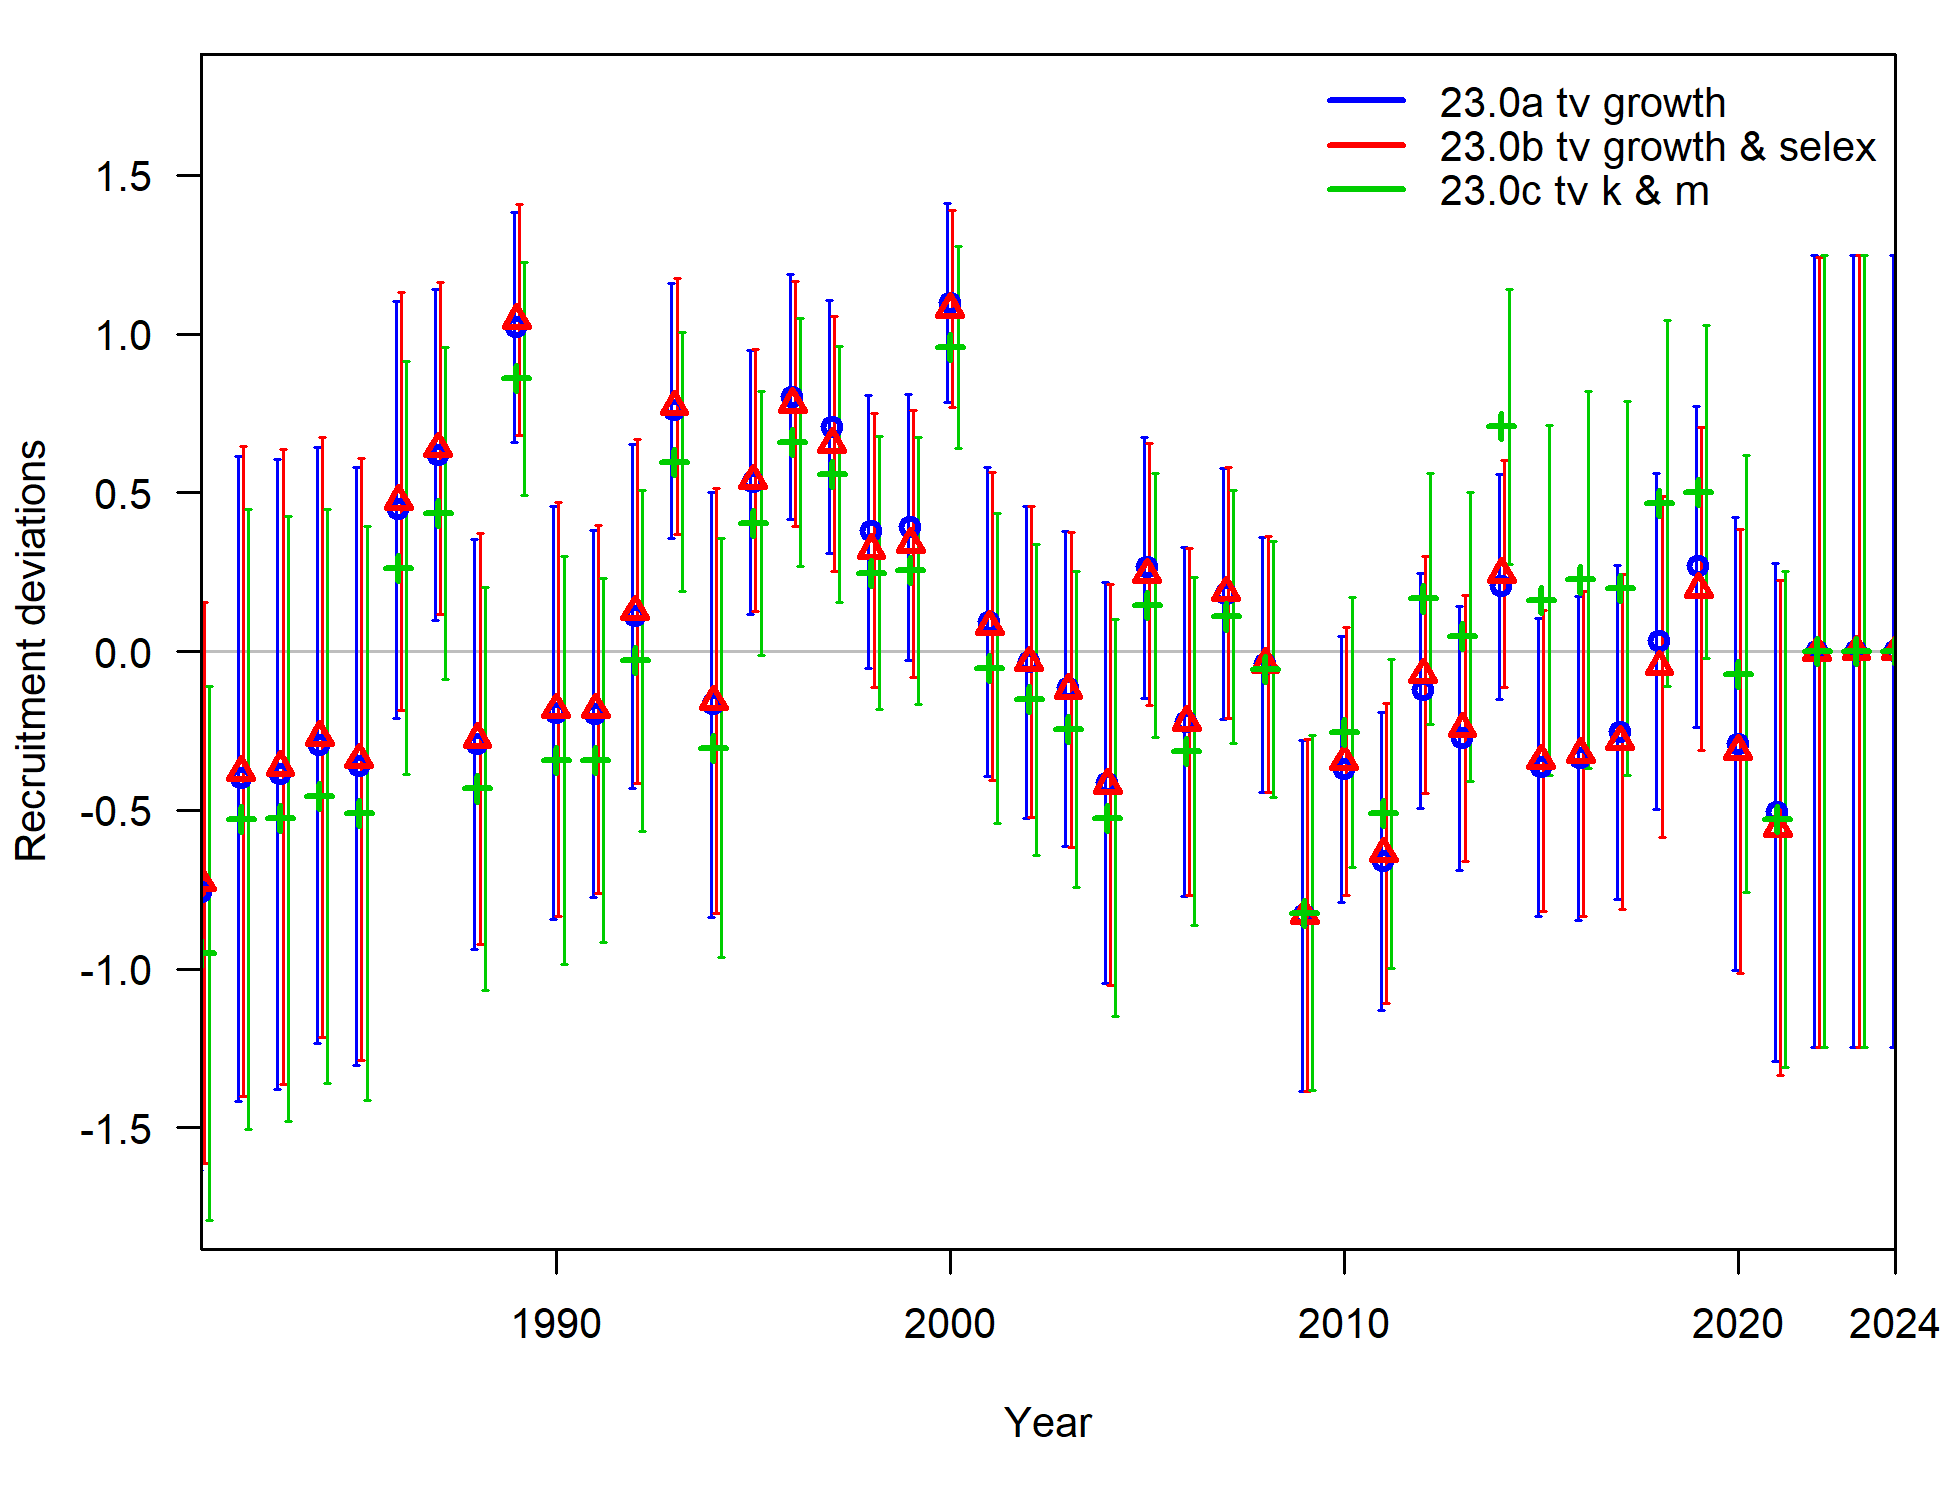 23.0a tv growth
23.0b tv growth & selex
23.0c tv k & m
1.5
1.0
0.5
0.0
-0.5
-1.0
-1.5
Recruitment deviations
1990 2000 2010 2020 2024
Year